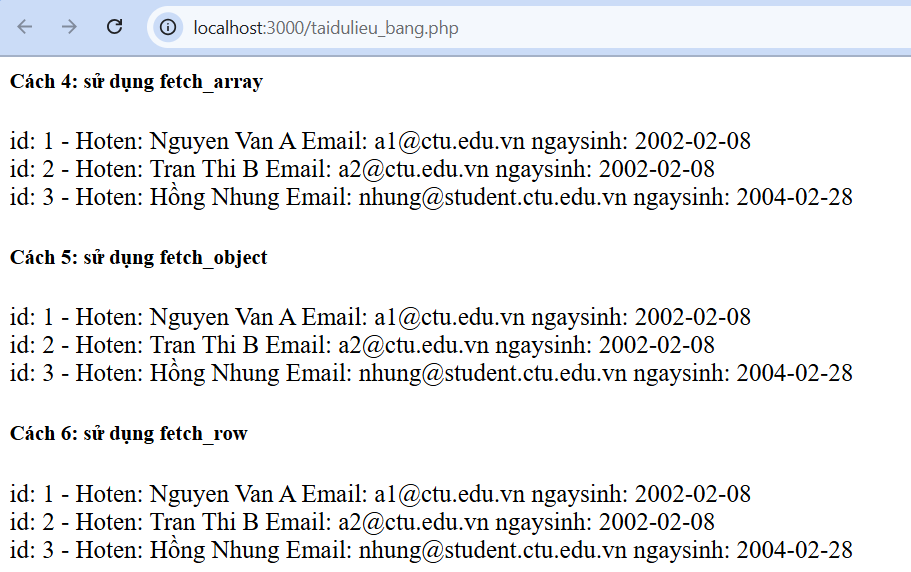 localhost:3000/taidulieu_bang.php
Cách 4: sử dụng fetch_array
id: 1 - Hoten: Nguyen Van A Email: a1@ctu.edu.vn ngaysinh: 2002-02-08
id: 2 - Hoten: Tran Thi B Email: a2@ctu.edu.vn ngaysinh: 2002-02-08
id: 3 - Hoten: Hồng Nhung Email: nhung@student.ctu.edu.vn ngaysinh: 2004-02-28
Cách 5: sử dụng fetch_object
id: 1 - Hoten: Nguyen Van A Email: a1@ctu.edu.vn ngaysinh: 2002-02-08
id: 2 - Hoten: Tran Thi B Email: a2@ctu.edu.vn ngaysinh: 2002-02-08
id: 3 - Hoten: Hồng Nhung Email: nhung@student.ctu.edu.vn ngaysinh: 2004-02-28
Cách 6: sử dụng fetch_row
id: 1 - Hoten: Nguyen Van A Email: a1@ctu.edu.vn ngaysinh: 2002-02-08
id: 2 - Hoten: Tran Thi B Email: a2@ctu.edu.vn ngaysinh: 2002-02-08
id: 3 - Hoten: Hồng Nhung Email: nhung@student.ctu.edu.vn ngaysinh: 2004-02-28